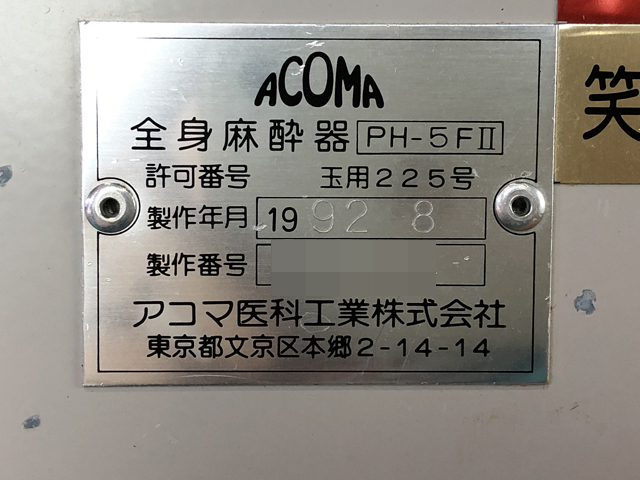 ACOMA
全身麻酔器 PH-5FⅡ
許可番号 玉用225号
製作年月 1992 8
製作番号
アコマ医科工業株式会社
東京都文京区本郷2-14-14
笑